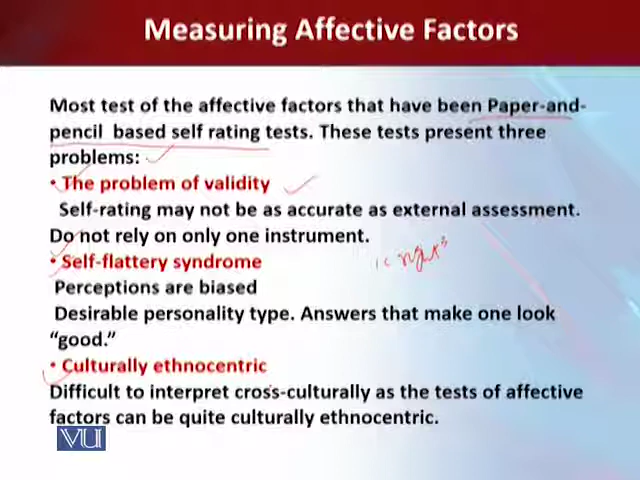 Measuring Affective Factors
Most test of the affective factors that have been Paper-and-
pencil based self rating tests. These tests present three
problems:
• The problem of validity
Self-rating may not be as accurate as external assessment.
Do not rely on only one instrument.
• Self-flattery syndrome
Perceptions are biased
Desirable personality type. Answers that make one look
“good.”
• Culturally ethnocentric
Difficult to interpret cross-culturally as the tests of affective
factors can be quite culturally ethnocentric.
VU